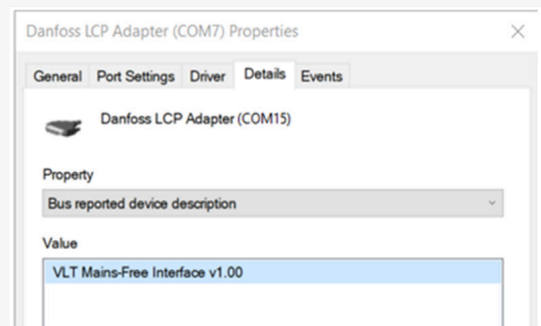 Danfoss LCP Adapter (COM7) Properties
General Port Settings Driver Details Events
Danfoss LCP Adapter (COM15)
Property
Bus reported device description
Value
VLT Mains-Free Interface v1.00